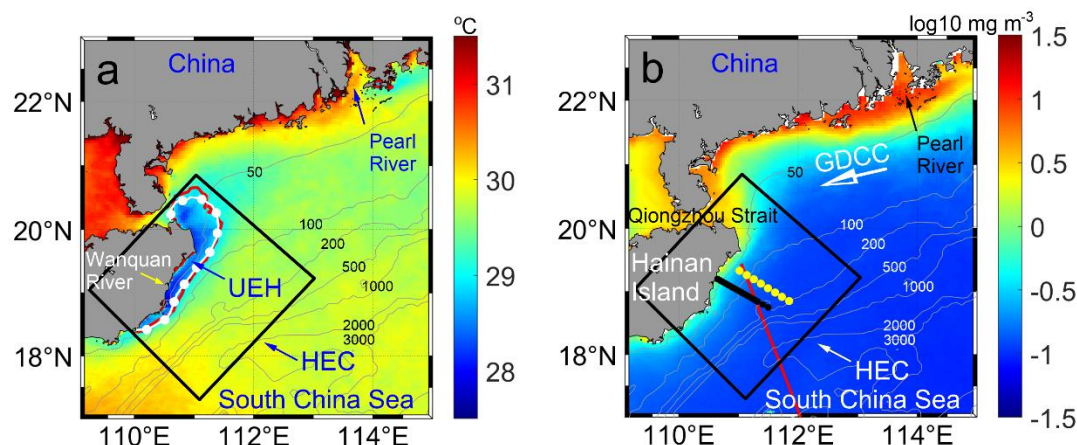 °C
a
China
31
22°N
Pearl
River
50
30
20°N
100
200
Wanquan
River
500
UEH
1000
29
2000
3000
18°N
HEC
28
South China Sea
110°E
112°E
114°E
log10 mg m⁻³
b
China
1.5
22°N
1
Pearl
River
GDCC
0.5
50
Qiongzhou Strait
20°N
100
0
200
Hainan
Island
500
1000
-0.5
2000
3000
18°N
HEC
-1
South China Sea
-1.5
110°E
112°E
114°E